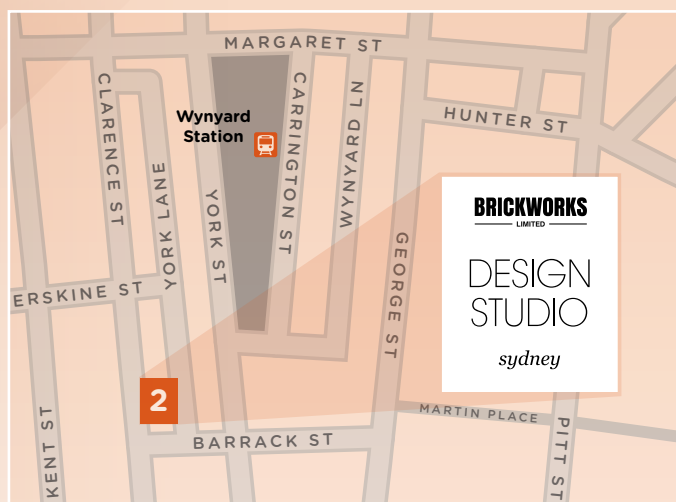 MARGARET ST
CLARENCE ST
YORK LANE
Wynyard
Station
YORK ST
CARRINGTON ST
WYNYARD LN
HUNTER ST
GEORGE ST
ERSKINE ST
BRICKWORKS
LIMITED
DESIGN
STUDIO
sydney
2
MARTIN PLACE
BARRACK ST
KENT ST
PITT ST